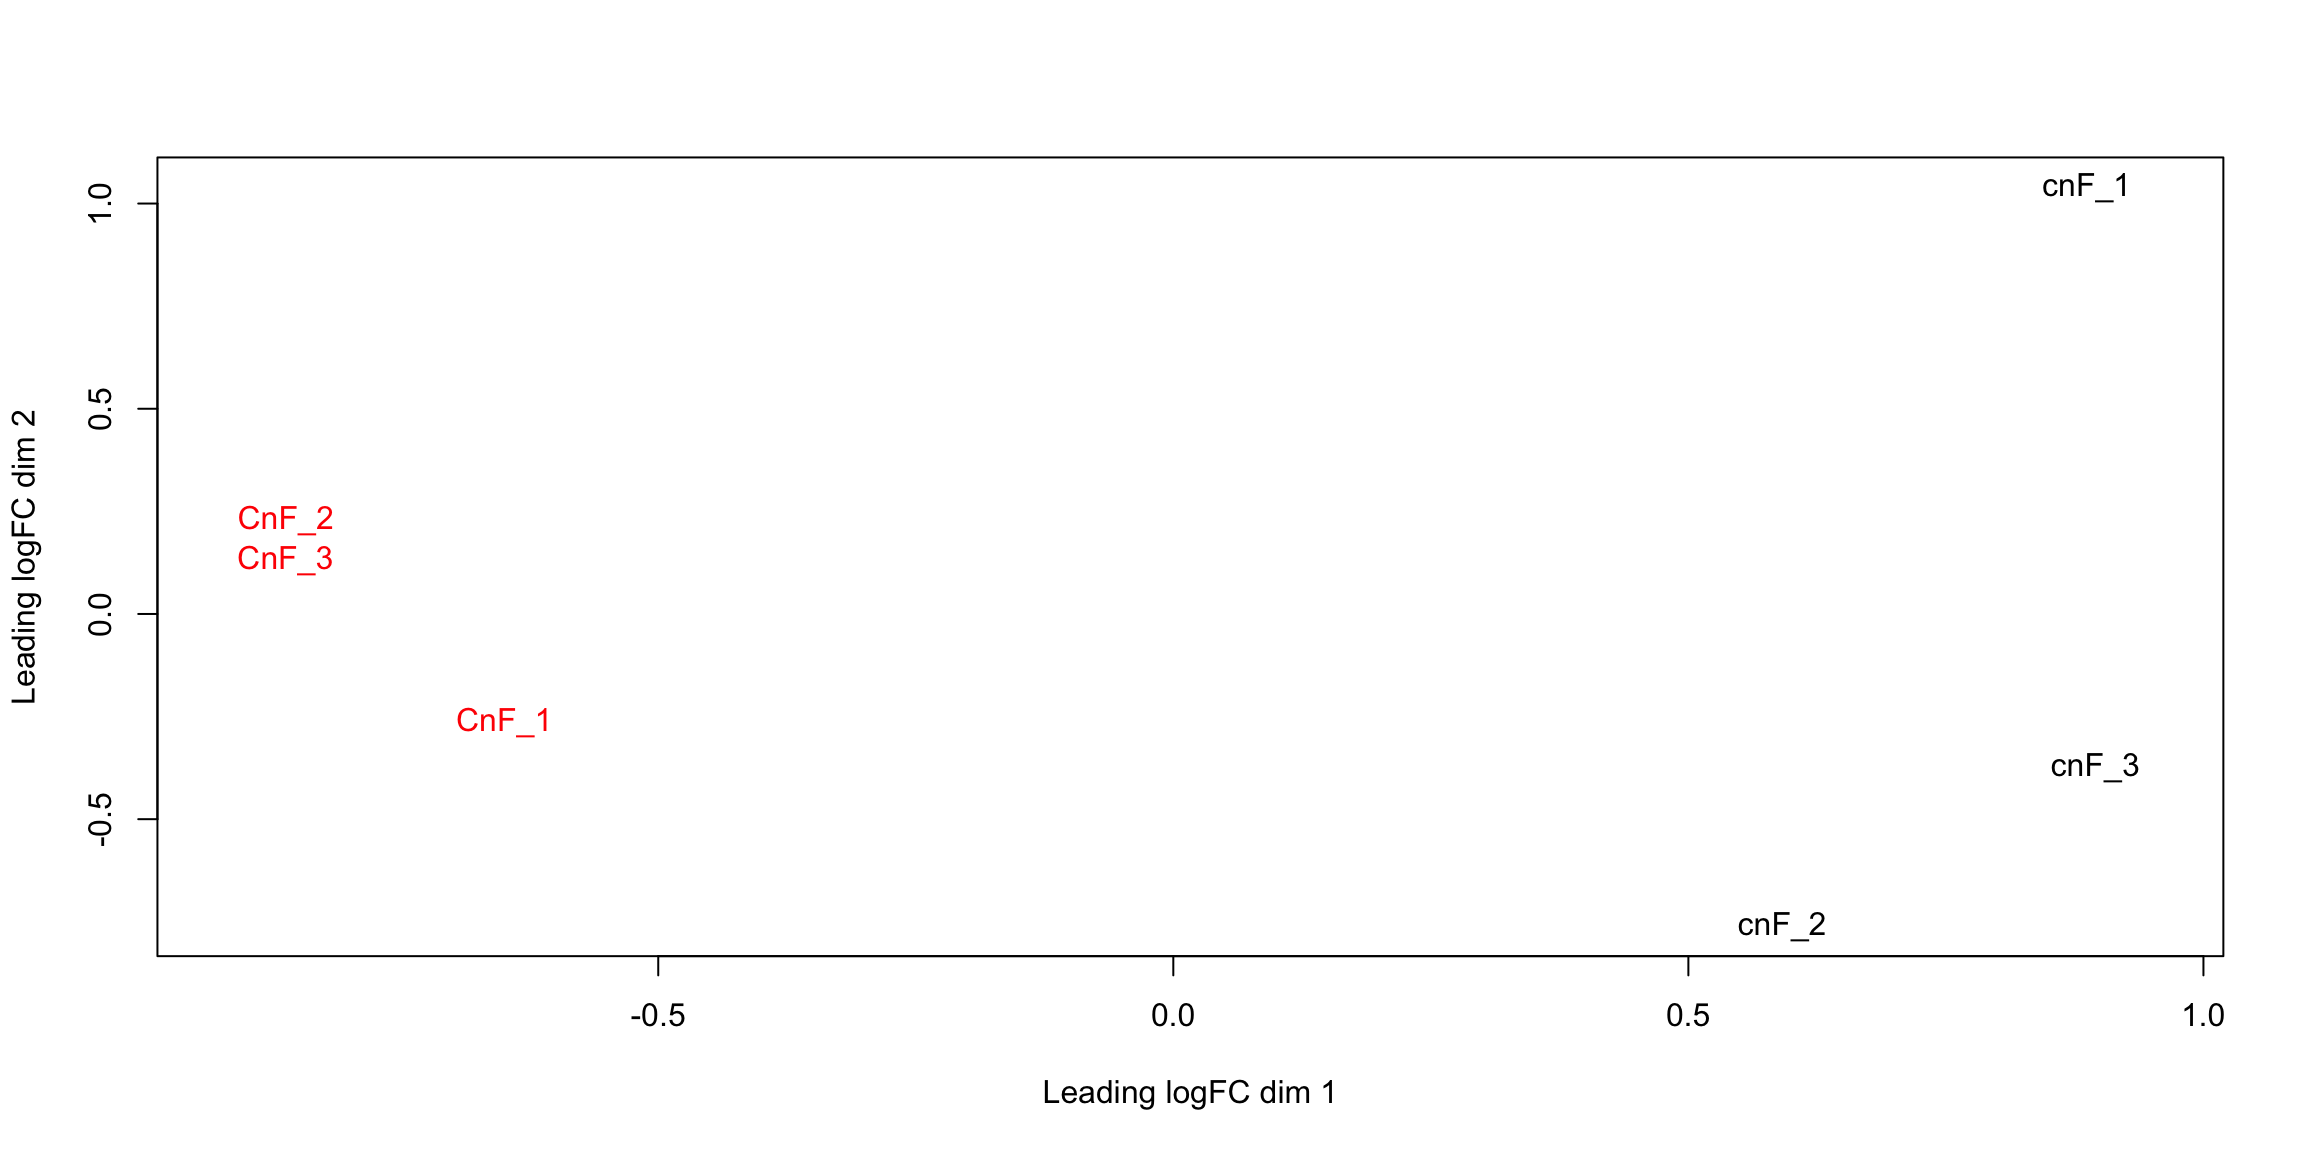 cnF_1
CnF_2
CnF_3
CnF_1
cnF_3
cnF_2
1.0
0.5
0.0
-0.5
Leading logFC dim 2
-0.5 0.0 0.5 1.0
Leading logFC dim 1